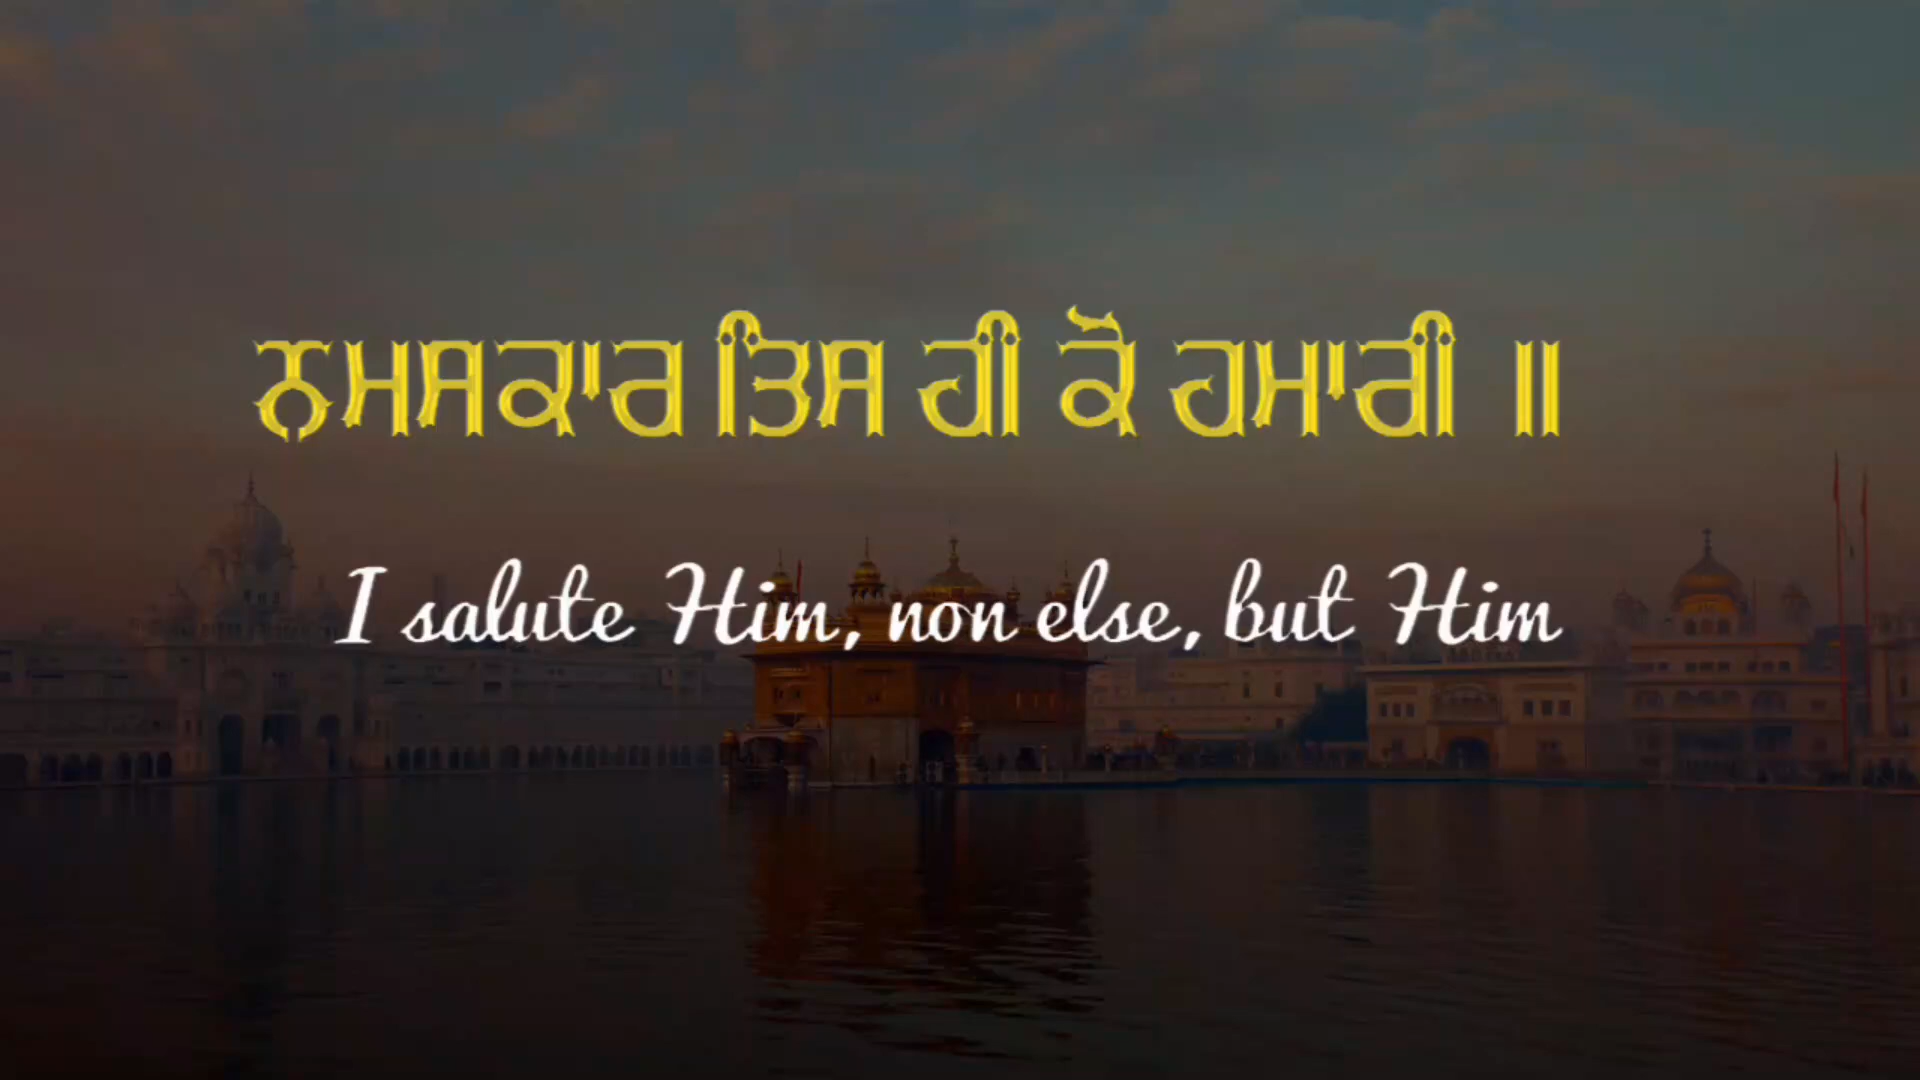 ਨਮਸਕਾਰ ਤਿਸ ਹੀ ਕੋ ਹਮਾਰੀ ॥
I salute Him, non else, but Him